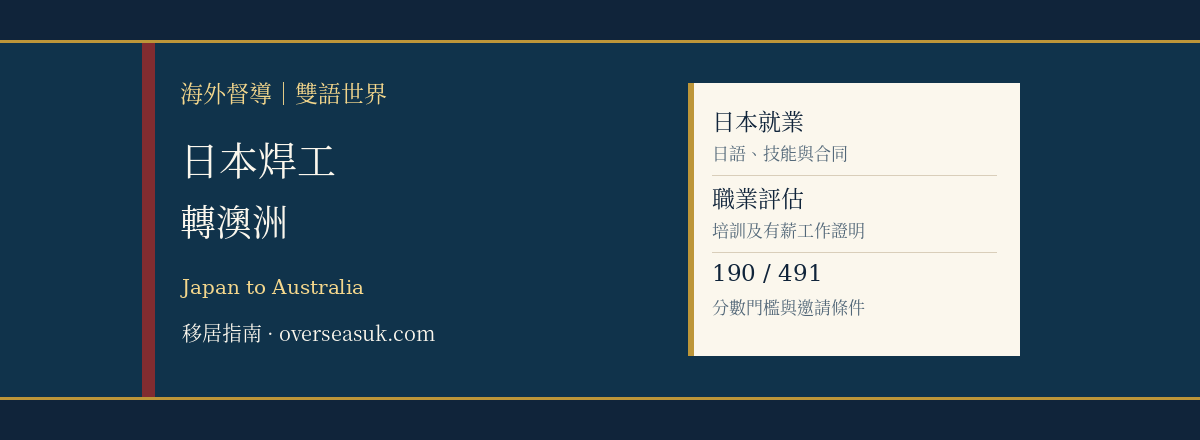 海外督導｜雙語世界
日本焊工
轉澳洲
Japan to Australia
移居指南 · overseasuk.com
日本就業
日語、技能與合同
職業評估
培訓及有薪工作證明
190 / 491
分數門檻與邀請條件